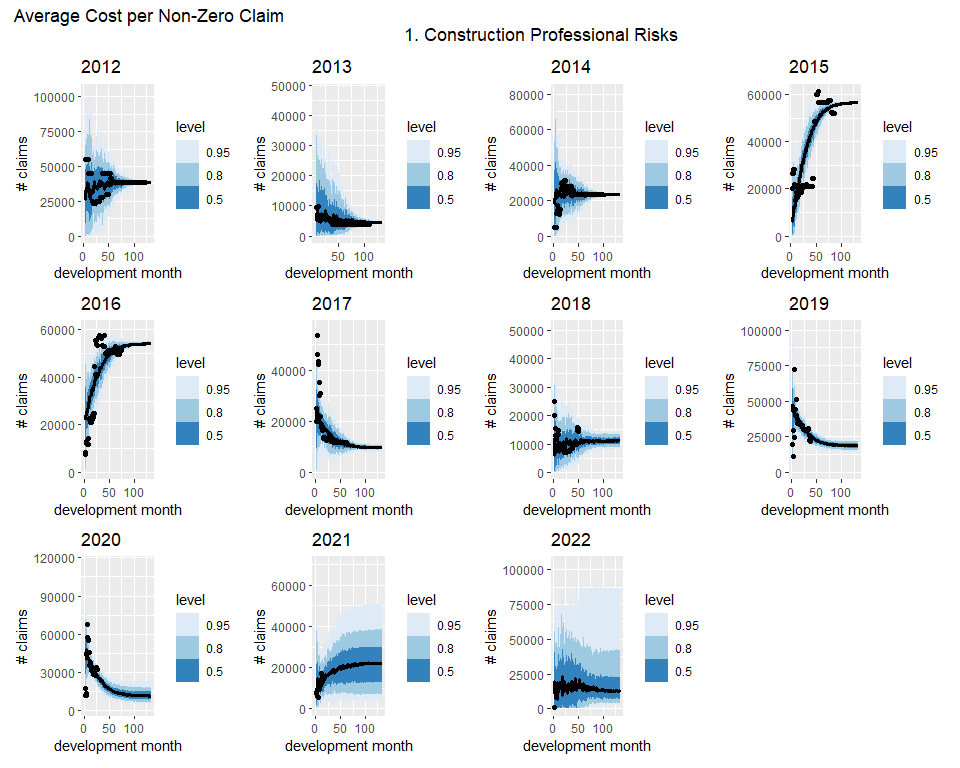 Average Cost per Non-Zero Claim
1. Construction Professional Risks
2012
# claims
100000
75000
50000
25000
0
0 50 100
development month
level
0.95
0.8
0.5
2013
# claims
50000
40000
30000
20000
10000
0
50 100
development month
level
0.95
0.8
0.5
2014
# claims
80000
60000
40000
20000
0
0 50 100
development month
level
0.95
0.8
0.5
2015
# claims
60000
40000
20000
0
0 50 100
development month
level
0.95
0.8
0.5
2016
# claims
60000
40000
20000
0
0 50 100
development month
level
0.95
0.8
0.5
2017
# claims
40000
20000
0
0 50 100
development month
level
0.95
0.8
0.5
2018
# claims
50000
40000
30000
20000
10000
0
0 50 100
development month
level
0.95
0.8
0.5
2019
# claims
100000
75000
50000
25000
0
0 50 100
development month
level
0.95
0.8
0.5
2020
# claims
120000
90000
60000
30000
0
0 50 100
development month
level
0.95
0.8
0.5
2021
# claims
60000
40000
20000
0
0 50 100
development month
level
0.95
0.8
0.5
2022
# claims
100000
75000
50000
25000
0
0 50 100
development month
level
0.95
0.8
0.5